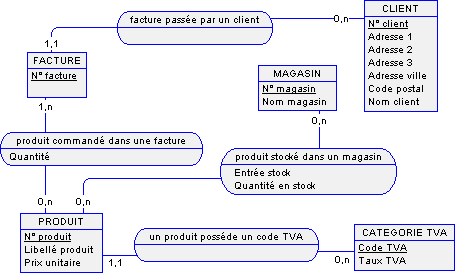 facture passée par un client
0,n
CLIENT
N° client
Adresse 1
Adresse 2
Adresse 3
Adresse ville
Code postal
Nom client
1,1
FACTURE
N° facture
1,n
MAGASIN
N° magasin
Nom magasin
0,n
produit commandé dans une facture
Quantité
produit stocké dans un magasin
Entrée stock
Quantité en stock
0,n
0,n
PRODUIT
N° produit
Libellé produit
Prix unitaire
1,1
un produit posséde un code TVA
0,n
CATEGORIE TVA
Code TVA
Taux TVA